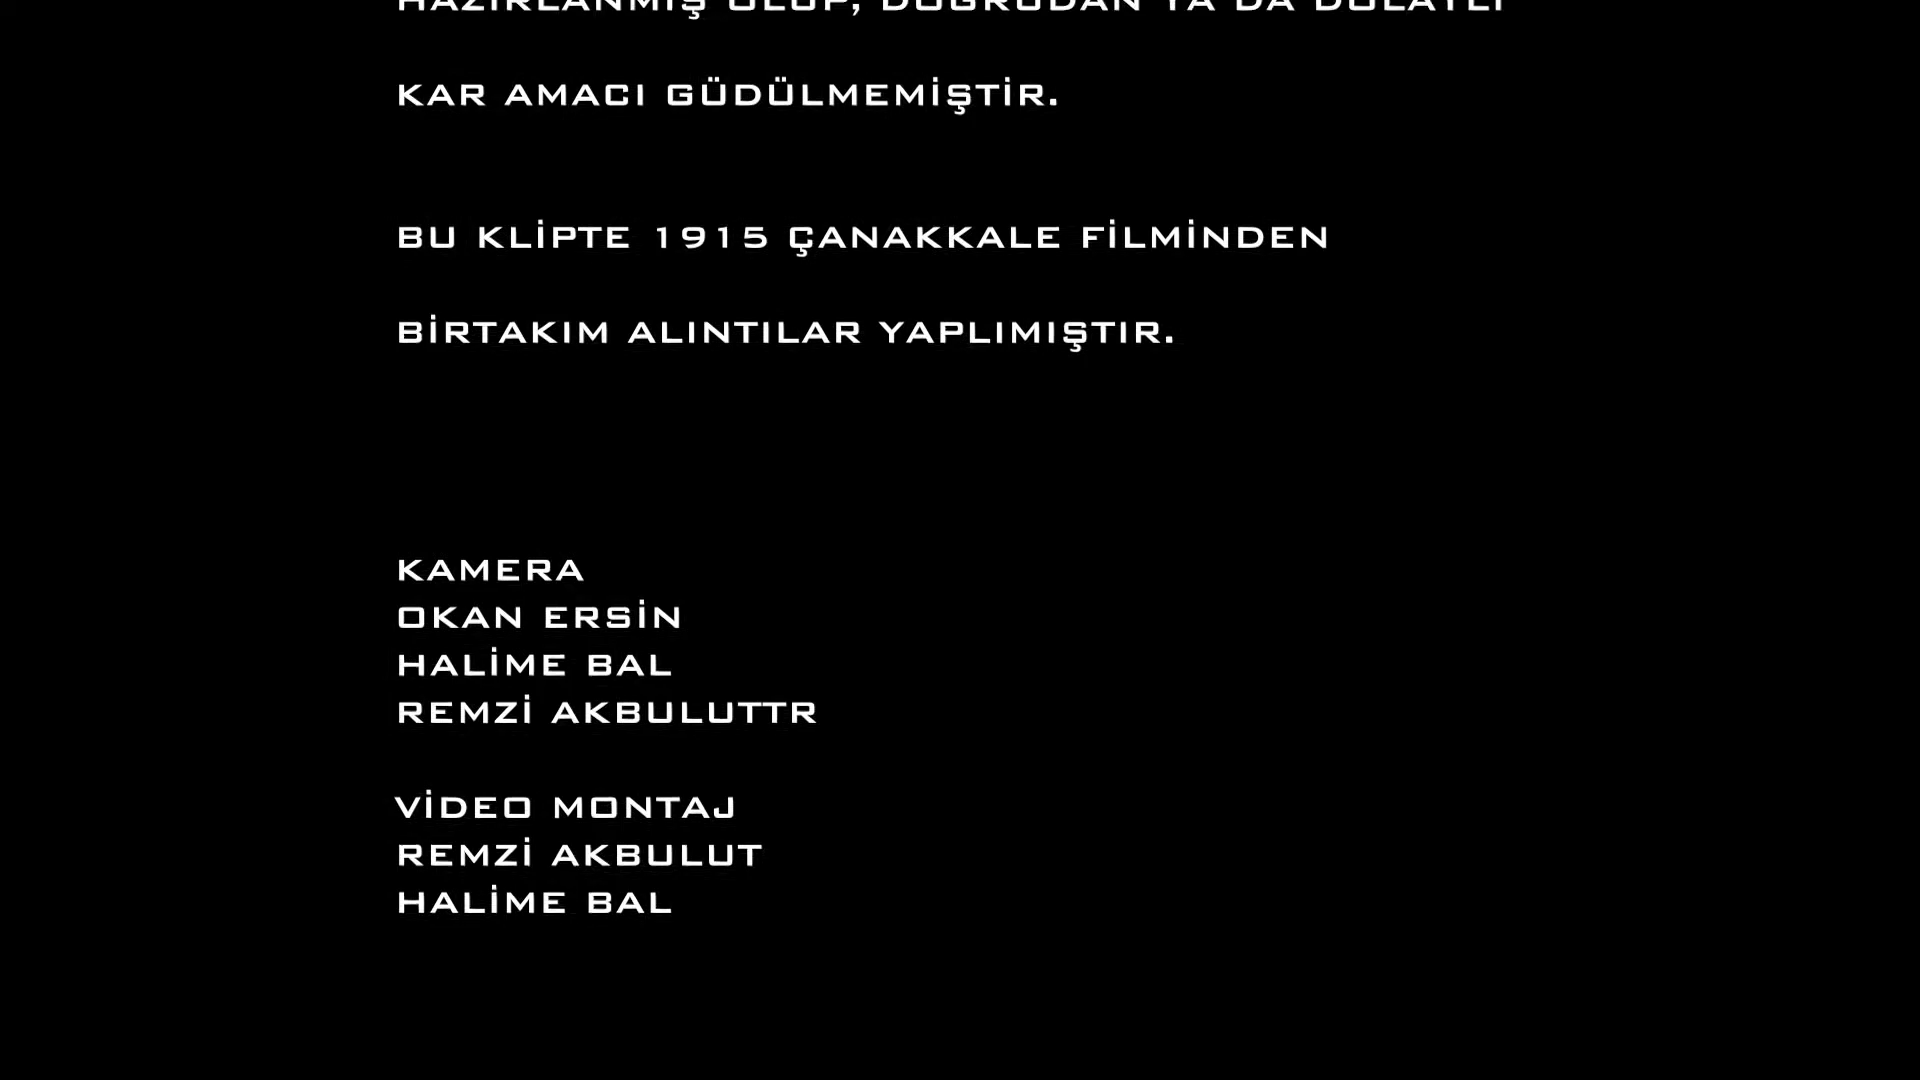 HAZIRLANMIŞ OLUP, DOĞRUDAN YA DA DOLAYLI
KAR AMACI GÜDÜLMEMİŞTİR.
BU KLİPTE 1915 ÇANAKKALE FİLMİNDEN
BİRTAKIM ALINTILAR YAPLIMIŞTIR.
KAMERA
OKAN ERSİN
HALİME BAL
REMZİ AKBULUTTR
VİDEO MONTAJ
REMZİ AKBULUT
HALİME BAL